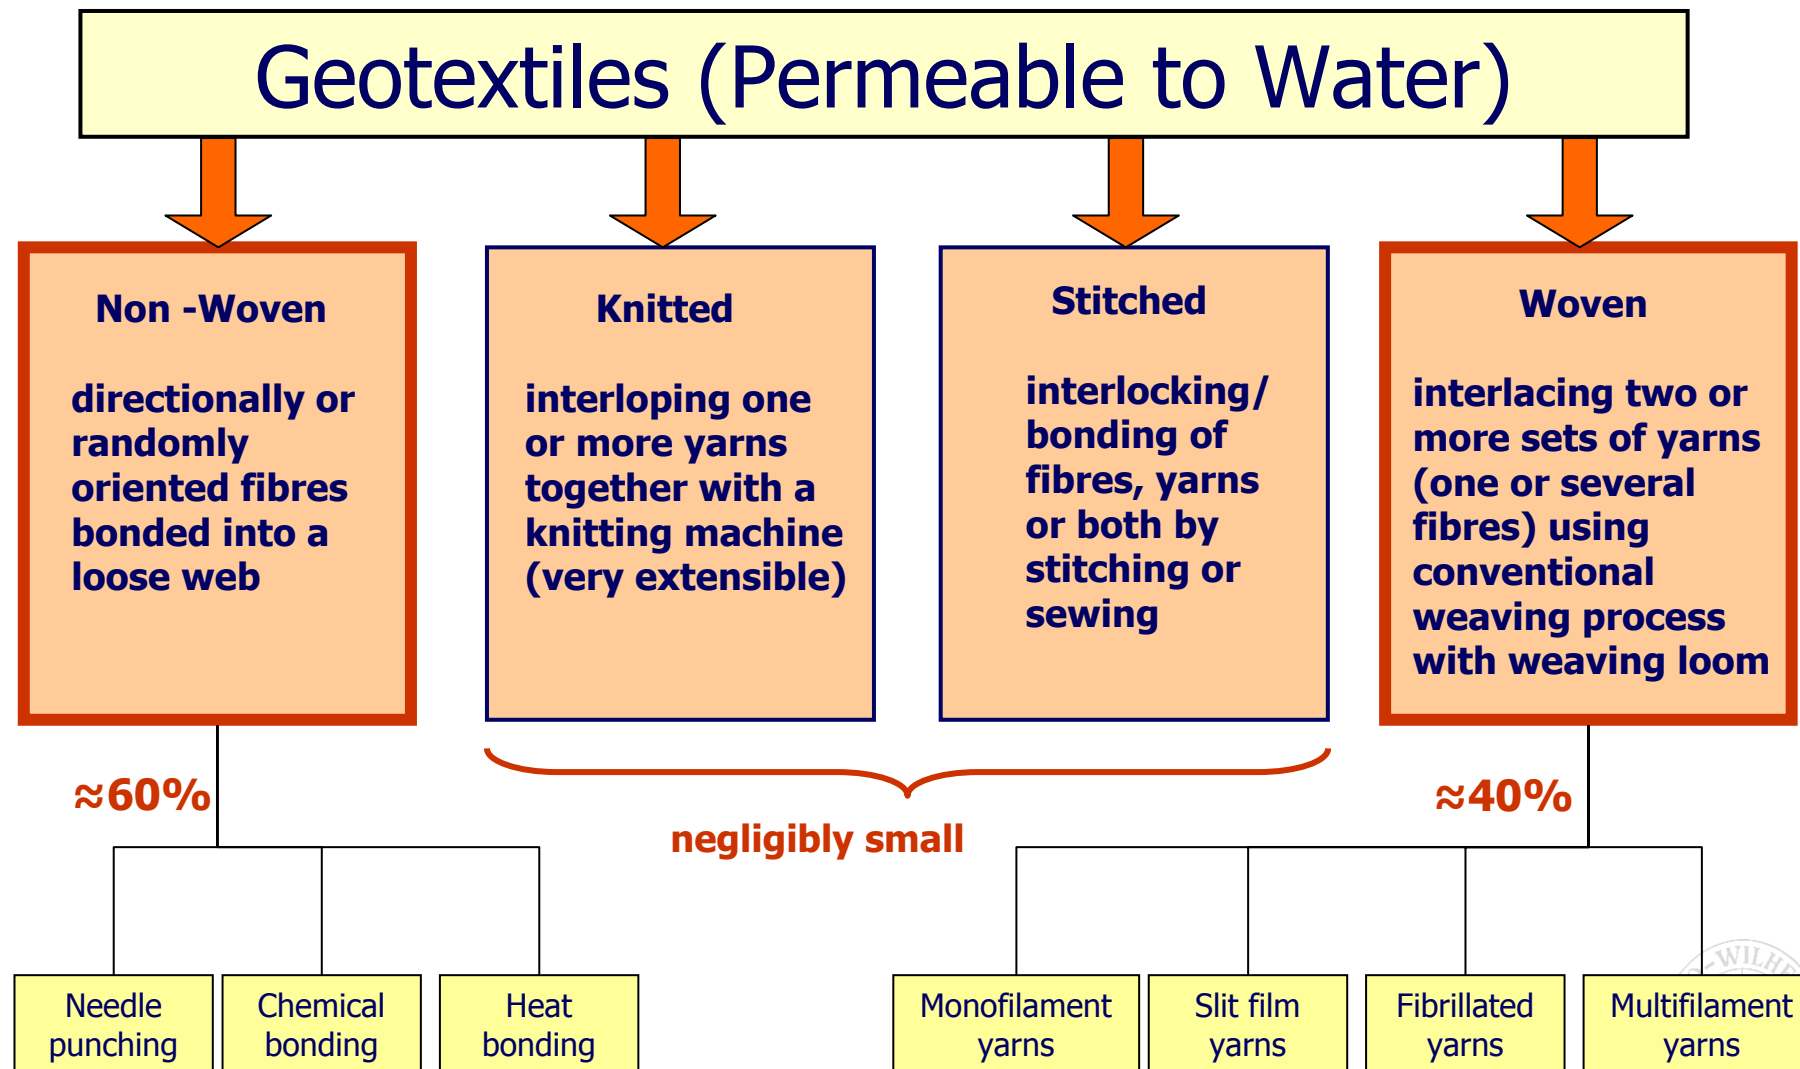 Geotextiles (Permeable to Water)
Non -Woven
directionally or
randomly
oriented fibres
bonded into a
loose web
Knitted
interloping one
or more yarns
together with a
knitting machine
(very extensible)
Stitched
interlocking/
bonding of
fibres, yarns
or both by
stitching or
sewing
Woven
interlacing two or
more sets of yarns
(one or several
fibres) using
conventional
weaving process
with weaving loom
≈60%
negligibly small
≈40%
Needle
punching
Chemical
bonding
Heat
bonding
Monofilament
yarns
Slit film
yarns
Fibrillated
yarns
Multifilament
yarns